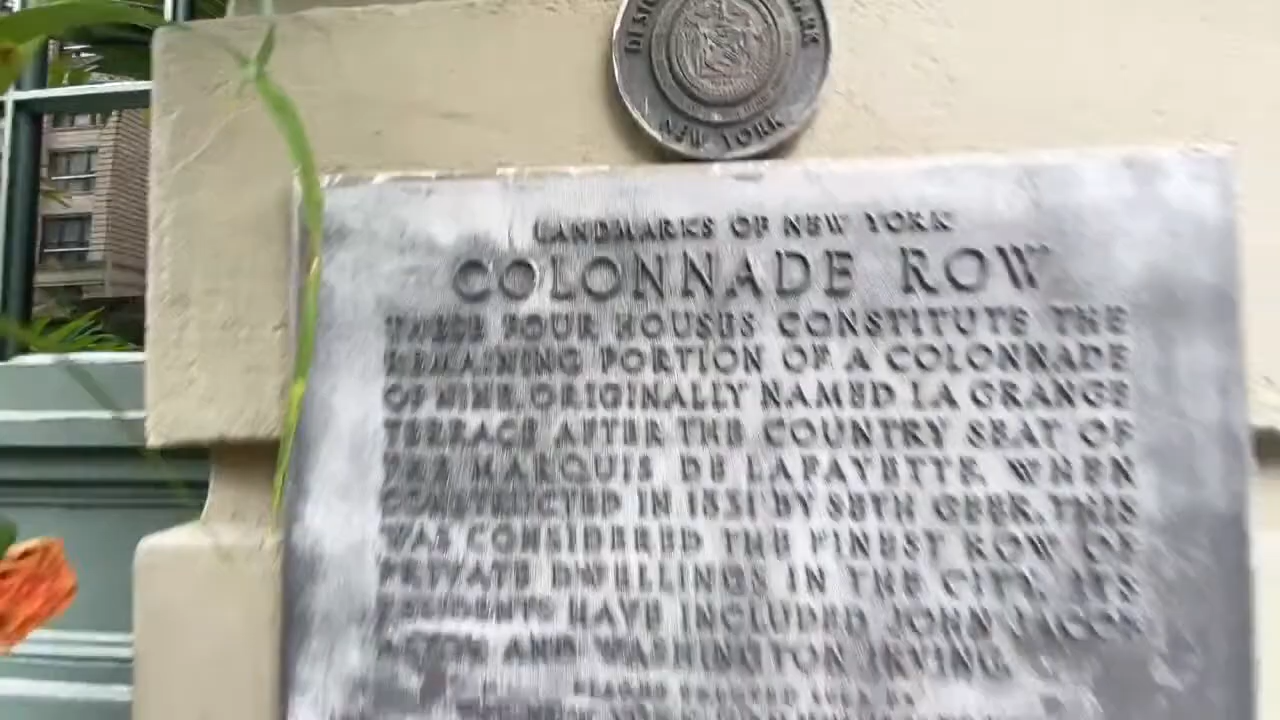 NEW YORK
LANDMARKS OF NEW YORK
COLONNADE ROW
THESE FOUR HOUSES CONSTITUTE THE
REMAINING PORTION OF A COLONNADE
OF NINE ORIGINALLY NAMED LA GRANGE
TERRACE AFTER THE COUNTRY SEAT OF
THE MARQUIS DE LAFAYETTE. WHEN
CONSTRUCTED IN 1831 BY SETH GEER, THIS
WAS CONSIDERED THE FINEST ROW OF
PRIVATE DWELLINGS IN THE CITY. ITS
RESIDENTS HAVE INCLUDED JOHN JACOB
ASTOR AND WASHINGTON IRVING.